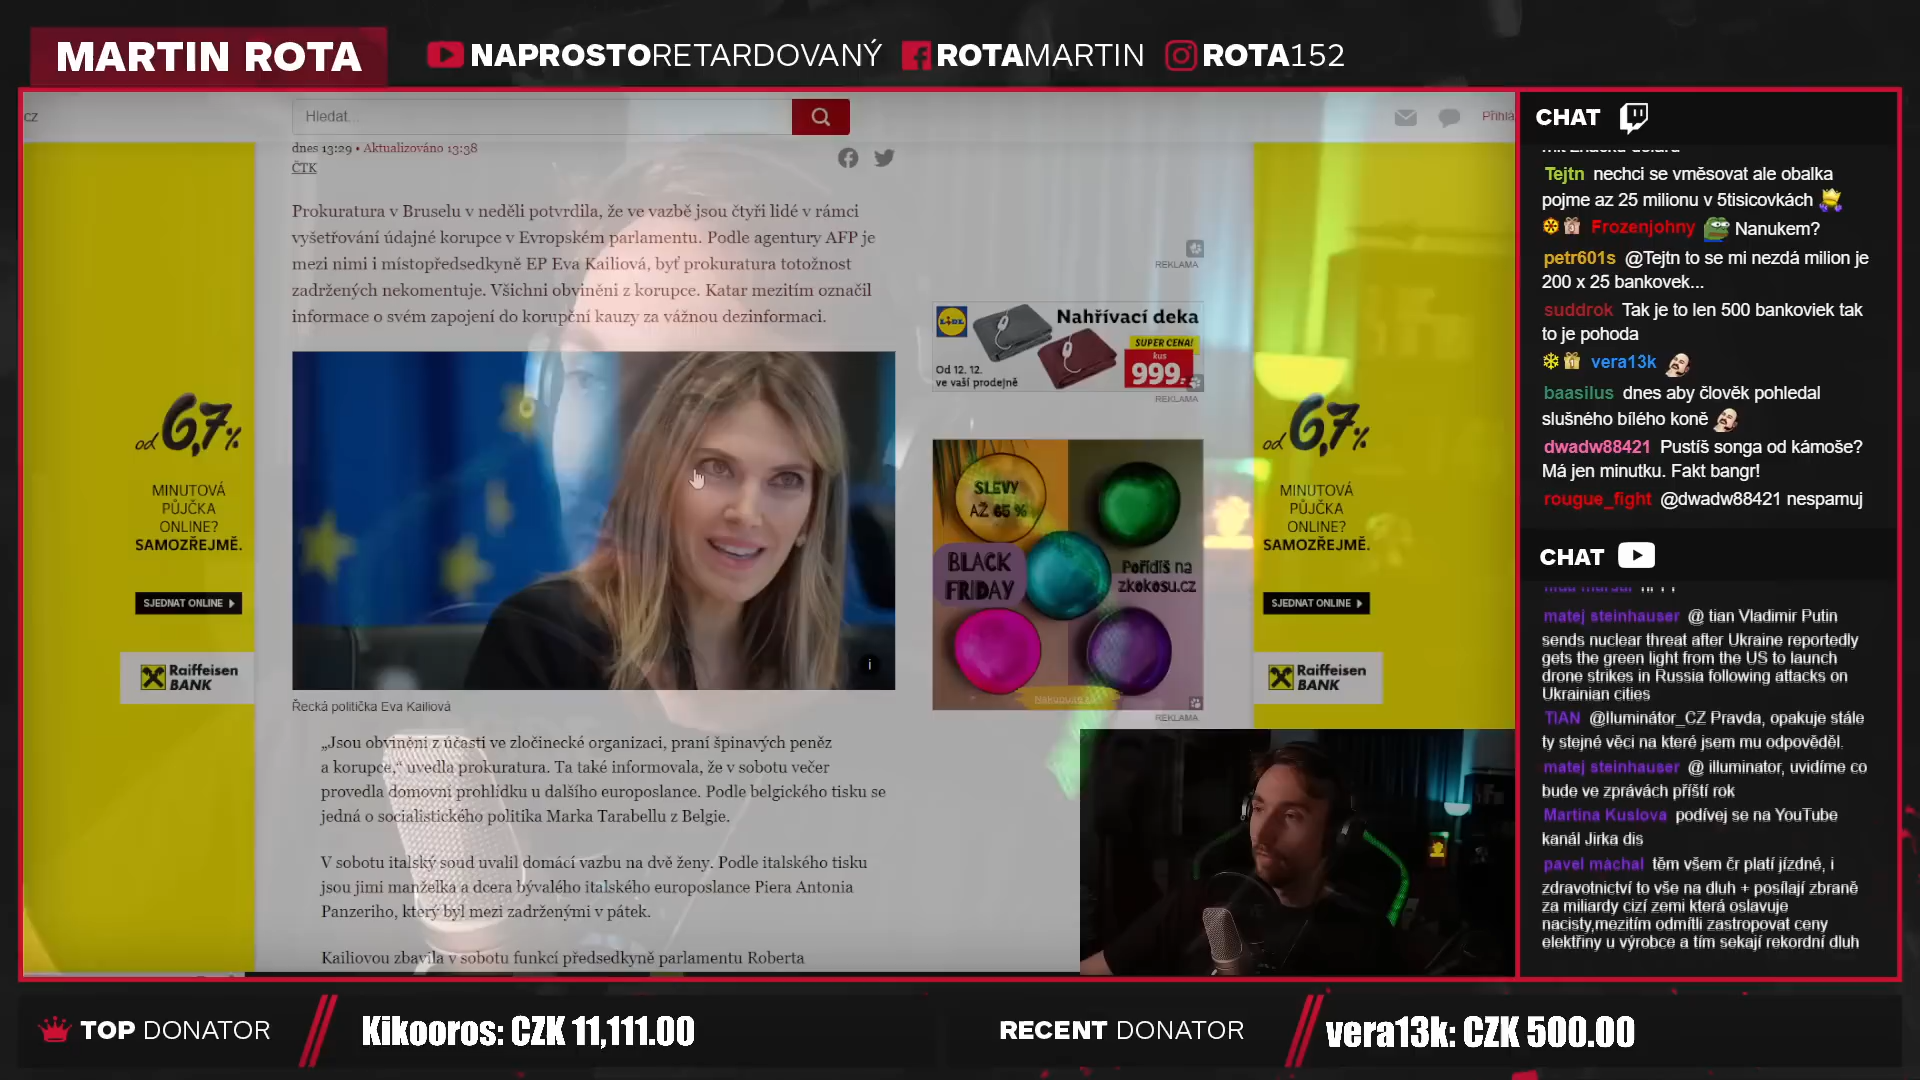 MARTIN ROTA
NAPROSTORETARDOVANÝ
ROTAMARTIN
ROTA152
cz
Hledat...
dnes 13:29 • Aktualizováno 13:38
ČTK
Prokuratura v Bruselu v neděli potvrdila, že ve vazbě jsou čtyři lidé v rámci
vyšetřování údajné korupce v Evropském parlamentu. Podle agentury AFP je
mezi nimi i místopředsedkyně EP Eva Kailiová, byť prokuratura totožnost
zadržených nekomentuje. Všichni obviněni z korupce. Katar mezitím označil
informace o svém zapojení do korupční kauzy za vážnou dezinformaci.
Řecká politička Eva Kailiová
„Jsou obviněni z účasti ve zločinecké organizaci, praní špinavých peněz
a korupce,“ uvedla prokuratura. Ta také informovala, že v sobotu večer
provedla domovní prohlídku u dalšího europoslance. Podle belgického tisku se
jedná o socialistického politika Marka Tarabellu z Belgie.
V sobotu italský soud uvalil domácí vazbu na dvě ženy. Podle italského tisku
jsou jimi manželka a dcera bývalého italského europoslance Piera Antonia
Panzeriho, který byl mezi zadrženými v pátek.
Kailiovou zbavila v sobotu funkcí předsedkyně parlamentu Roberta
od 6,7%
MINUTOVÁ
PŮJČKA
ONLINE?
SAMOZŘEJMĚ.
SJEDNAT ONLINE
Raiffeisen
BANK
REKLAMA
LIDL
Nahřívací deka
SUPER CENA!
kus
999.-
Od 12. 12.
ve vaší prodejně
REKLAMA
SLEVY
AŽ 65 %
BLACK
FRIDAY
Pořídíš na
zkokosu.cz
REKLAMA
od 6,7%
MINUTOVÁ
PŮJČKA
ONLINE?
SAMOZŘEJMĚ.
SJEDNAT ONLINE
Raiffeisen
BANK
CHAT
Tejtn nechci se vměsovat ale obalka
pojme az 25 milionu v 5tisicovkách
Frozenjohny Nanukem?
petr601s @Tejtn to se mi nezdá milion je
200 x 25 bankovek...
suddrok Tak je to len 500 bankoviek tak
to je pohoda
vera13k
baasilus dnes aby člověk pohledal
slušného bílého koně
dwadw88421 Pustíš songa od kámoše?
Má jen minutku. Fakt bangr!
rougue_fight @dwadw88421 nespamuj
CHAT
matej steinhauser @ tian Vladimir Putin
sends nuclear threat after Ukraine reportedly
gets the green light from the US to launch
drone strikes in Russia following attacks on
Ukrainian cities
TIAN @Iluminátor_CZ Pravda, opakuje stále
ty stejné věci na které jsem mu odpověděl.
matej steinhauser @ illuminator, uvidíme co
bude ve zprávách příští rok
Martina Kuslova podívej se na YouTube
kanál Jirka dis
pavel machal těm všem čr platí jízdné, i
zdravotnictví to vše na dluh + posílají zbraně
za miliardy cizí zemi která oslavuje
nacisty,mezitím odmítli zastropovat ceny
elektřiny u výrobce a tím sekají rekordní dluh
TOP DONATOR
Kikooros: CZK 11,111.00
RECENT DONATOR
vera13k: CZK 500.00